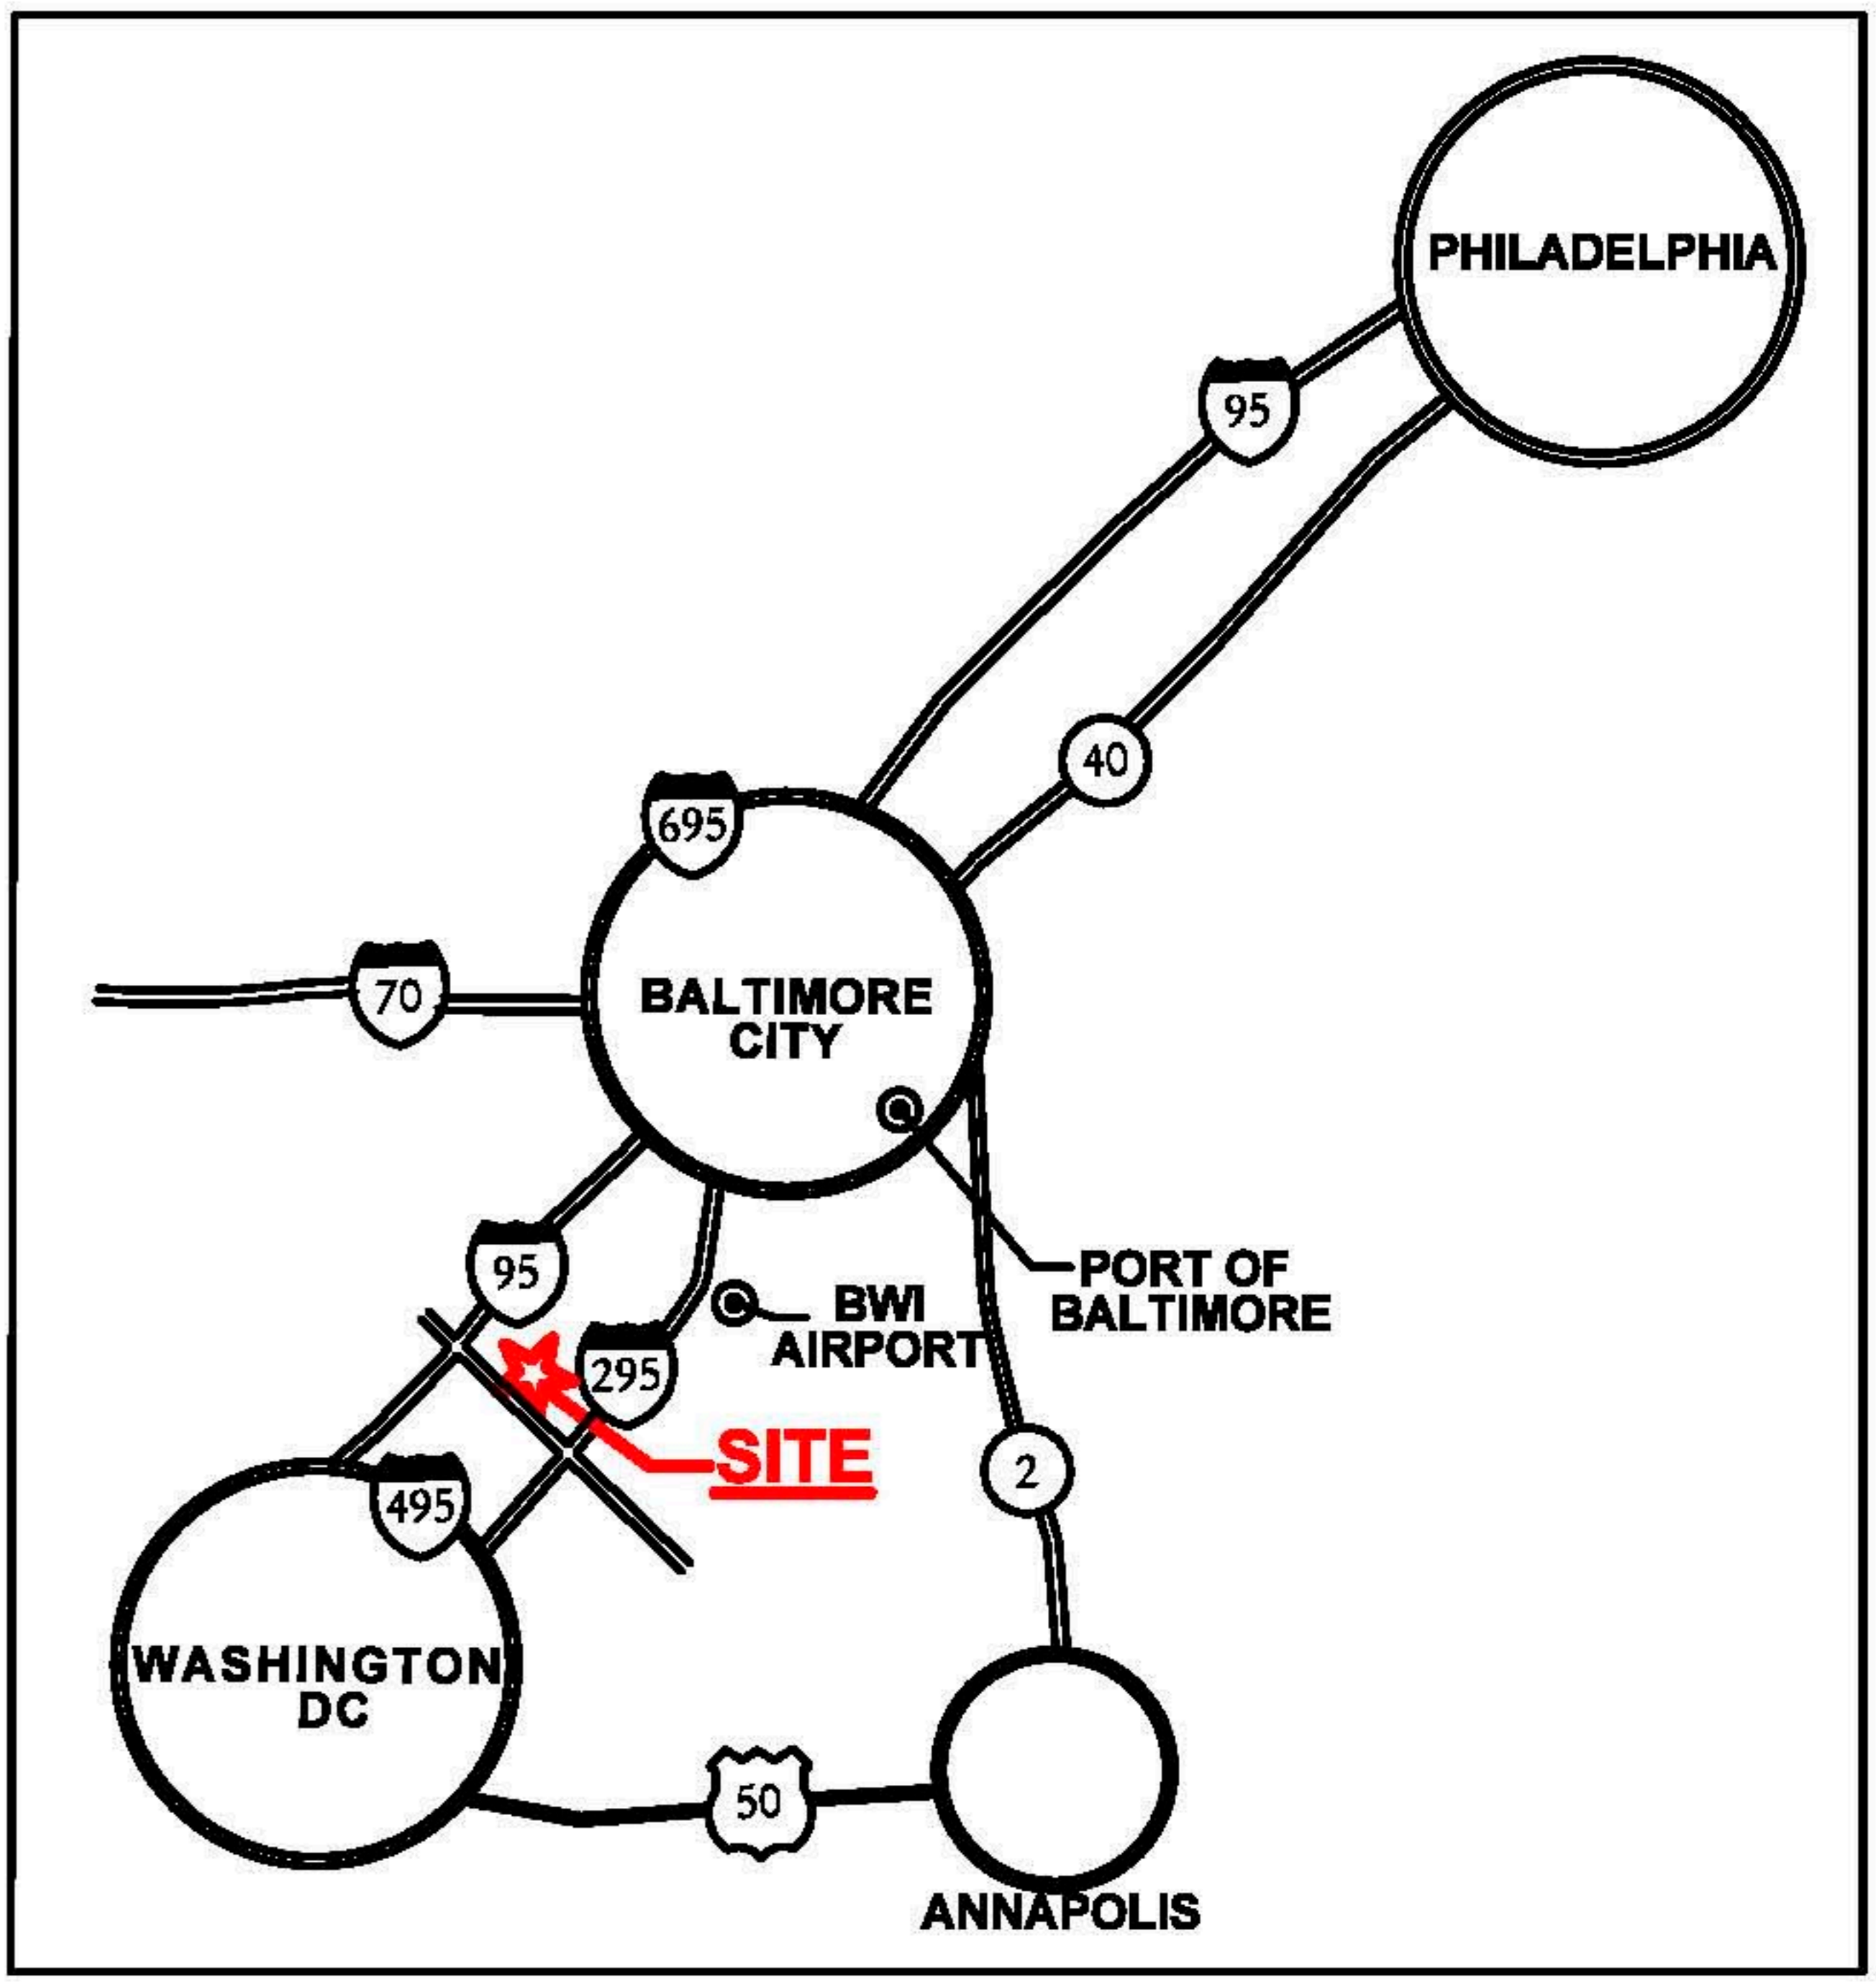 PHILADELPHIA
95
40
695
70
BALTIMORE
CITY
95
PORT OF
BALTIMORE
BWI
AIRPORT
295
SITE
2
495
WASHINGTON
DC
50
ANNAPOLIS